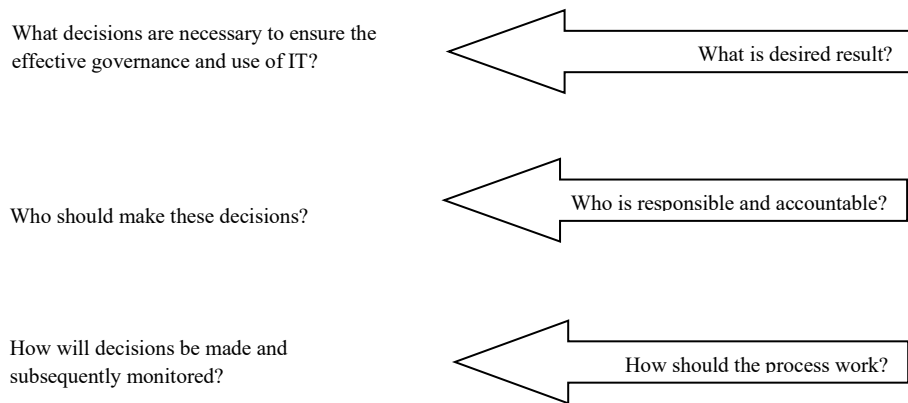 What decisions are necessary to ensure the
effective governance and use of IT?
What is desired result?
Who should make these decisions?
Who is responsible and accountable?
How will decisions be made and
subsequently monitored?
How should the process work?